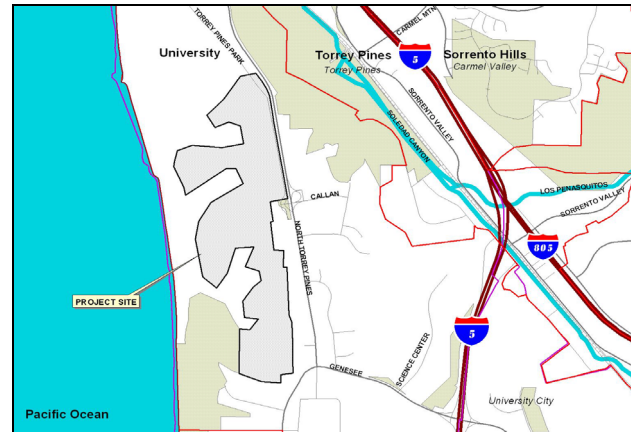 TORREY PINES PARK
CARMEL MTN
University
Torrey Pines
Torrey Pines
5
Sorrento Hills
Carmel Valley
SORRENTO VALLEY
SOLEDAD CANYON
CALLAN
LOS PENASQUITOS
SORRENTO VALLEY
NORTH TORREY PINES
805
PROJECT SITE
5
GENESEE
SCIENCE CENTER
University City
Pacific Ocean